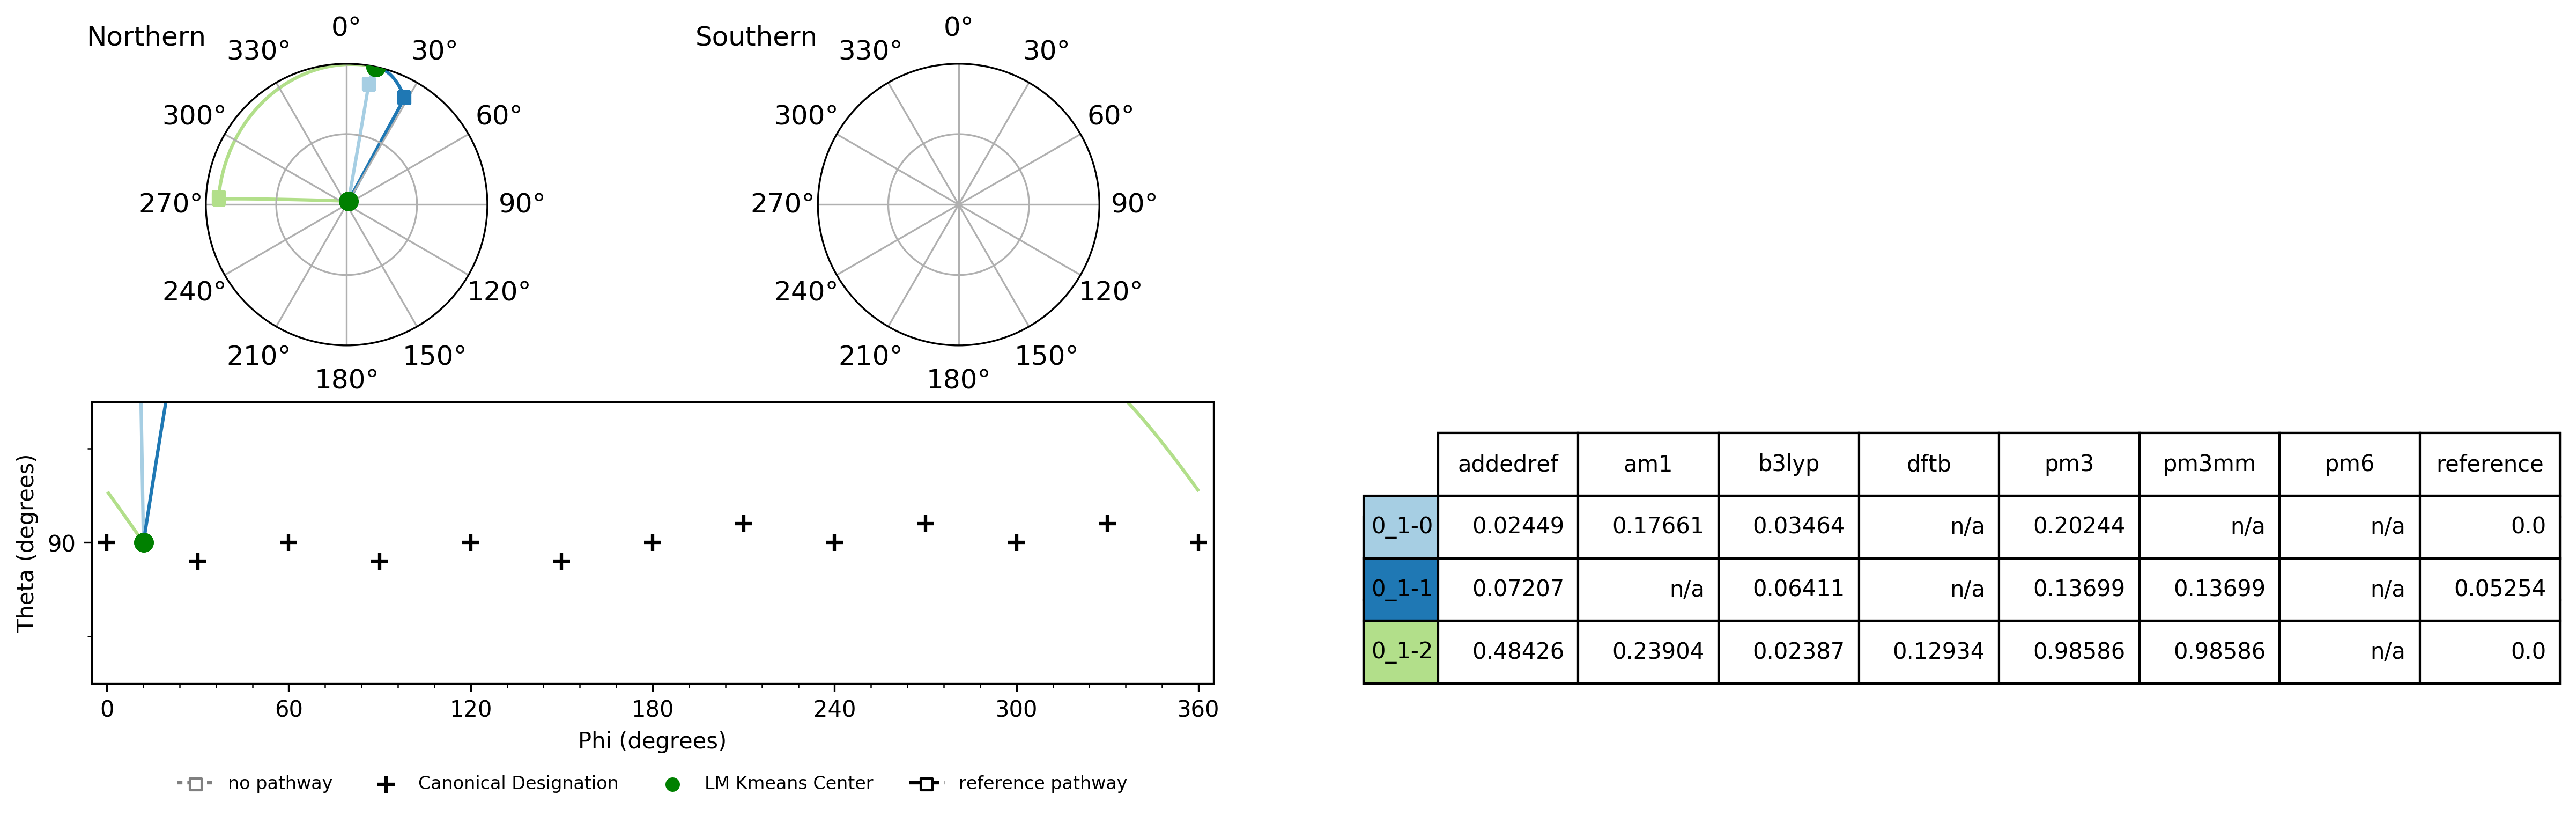 Northern
0°
30°
60°
90°
120°
150°
180°
210°
240°
270°
300°
330°
Southern
0°
30°
60°
90°
120°
150°
180°
210°
240°
270°
300°
330°
Theta (degrees)
90
0 60 120 180 240 300 360
Phi (degrees)
no pathway Canonical Designation LM Kmeans Center reference pathway
addedref am1 b3lyp dftb pm3 pm3mm pm6 reference
0_1-0 0.02449 0.17661 0.03464 n/a 0.20244 n/a n/a 0.0
0_1-1 0.07207 n/a 0.06411 n/a 0.13699 0.13699 n/a 0.05254
0_1-2 0.48426 0.23904 0.02387 0.12934 0.98586 0.98586 n/a 0.0